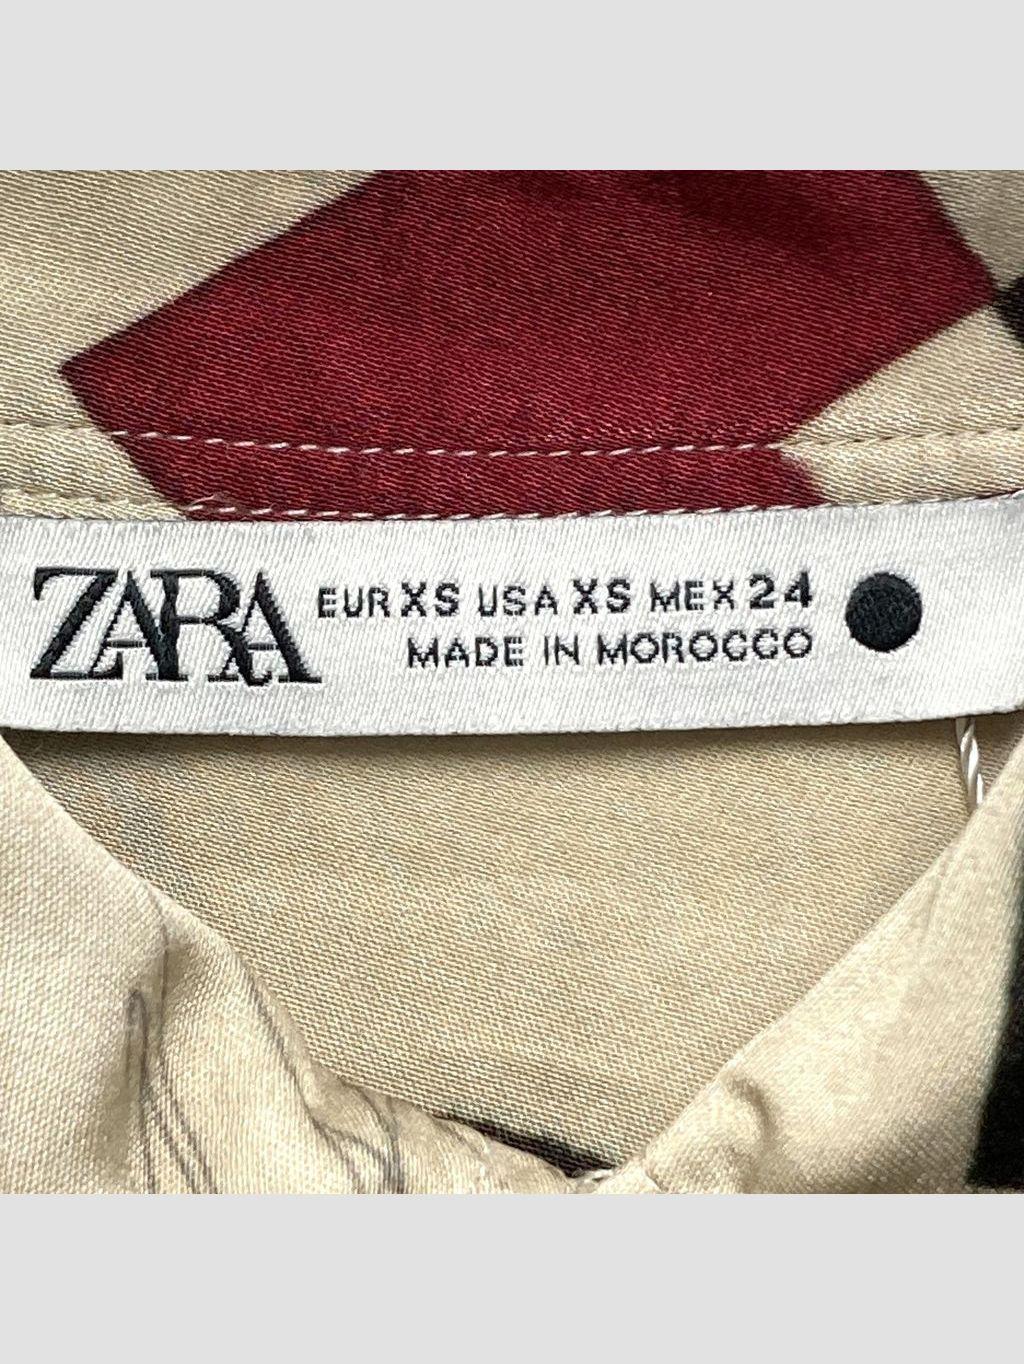 ZARA EUR XS USA XS MEX 24
MADE IN MOROCCO